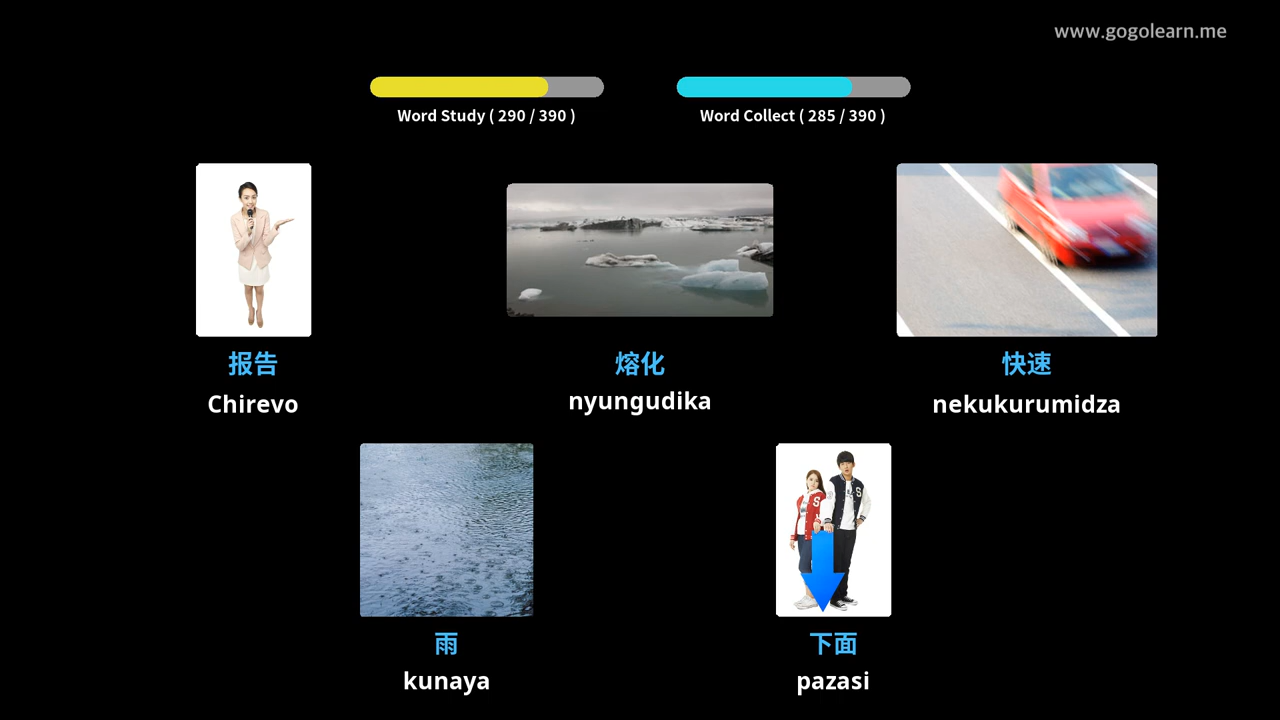 www.gogolearn.me
Word Study ( 290 / 390 )
Word Collect ( 285 / 390 )
报告
Chirevo
熔化
nyungudika
快速
nekukurumidza
雨
kunaya
下面
pazasi